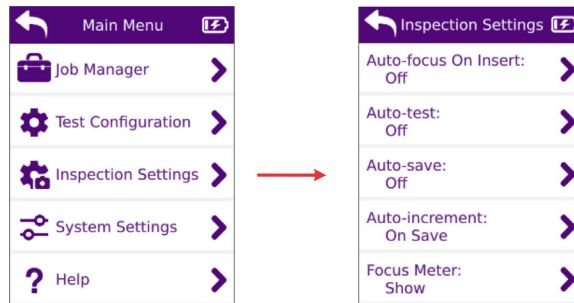 Main Menu
Job Manager
Test Configuration
Inspection Settings
System Settings
? Help
Inspection Settings
Auto-focus On Insert:
Off
Auto-test:
Off
Auto-save:
Off
Auto-increment:
On Save
Focus Meter:
Show